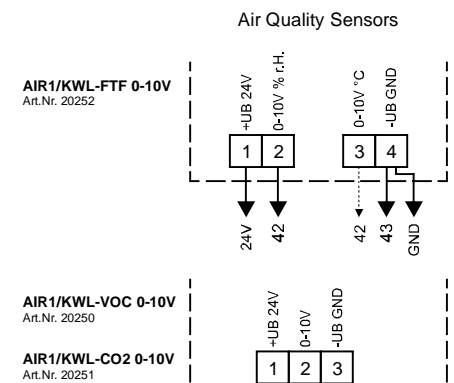 Air Quality Sensors
AIR1/KWL-FTF 0-10V
Art.Nr. 20252
+UB 24V
0-10V % r.H.
0-10V °C
-UB GND
1 2 3 4
24V
42
42
43
GND
AIR1/KWL-VOC 0-10V
Art.Nr. 20250
AIR1/KWL-CO2 0-10V
Art.Nr. 20251
+UB 24V
0-10V
-UB GND
1 2 3